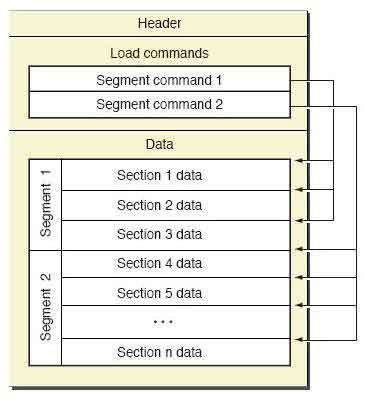 Header
Load commands
Segment command 1
Segment command 2
Data
Segment 1
Section 1 data
Section 2 data
Section 3 data
Segment 2
Section 4 data
Section 5 data
...
Section n data